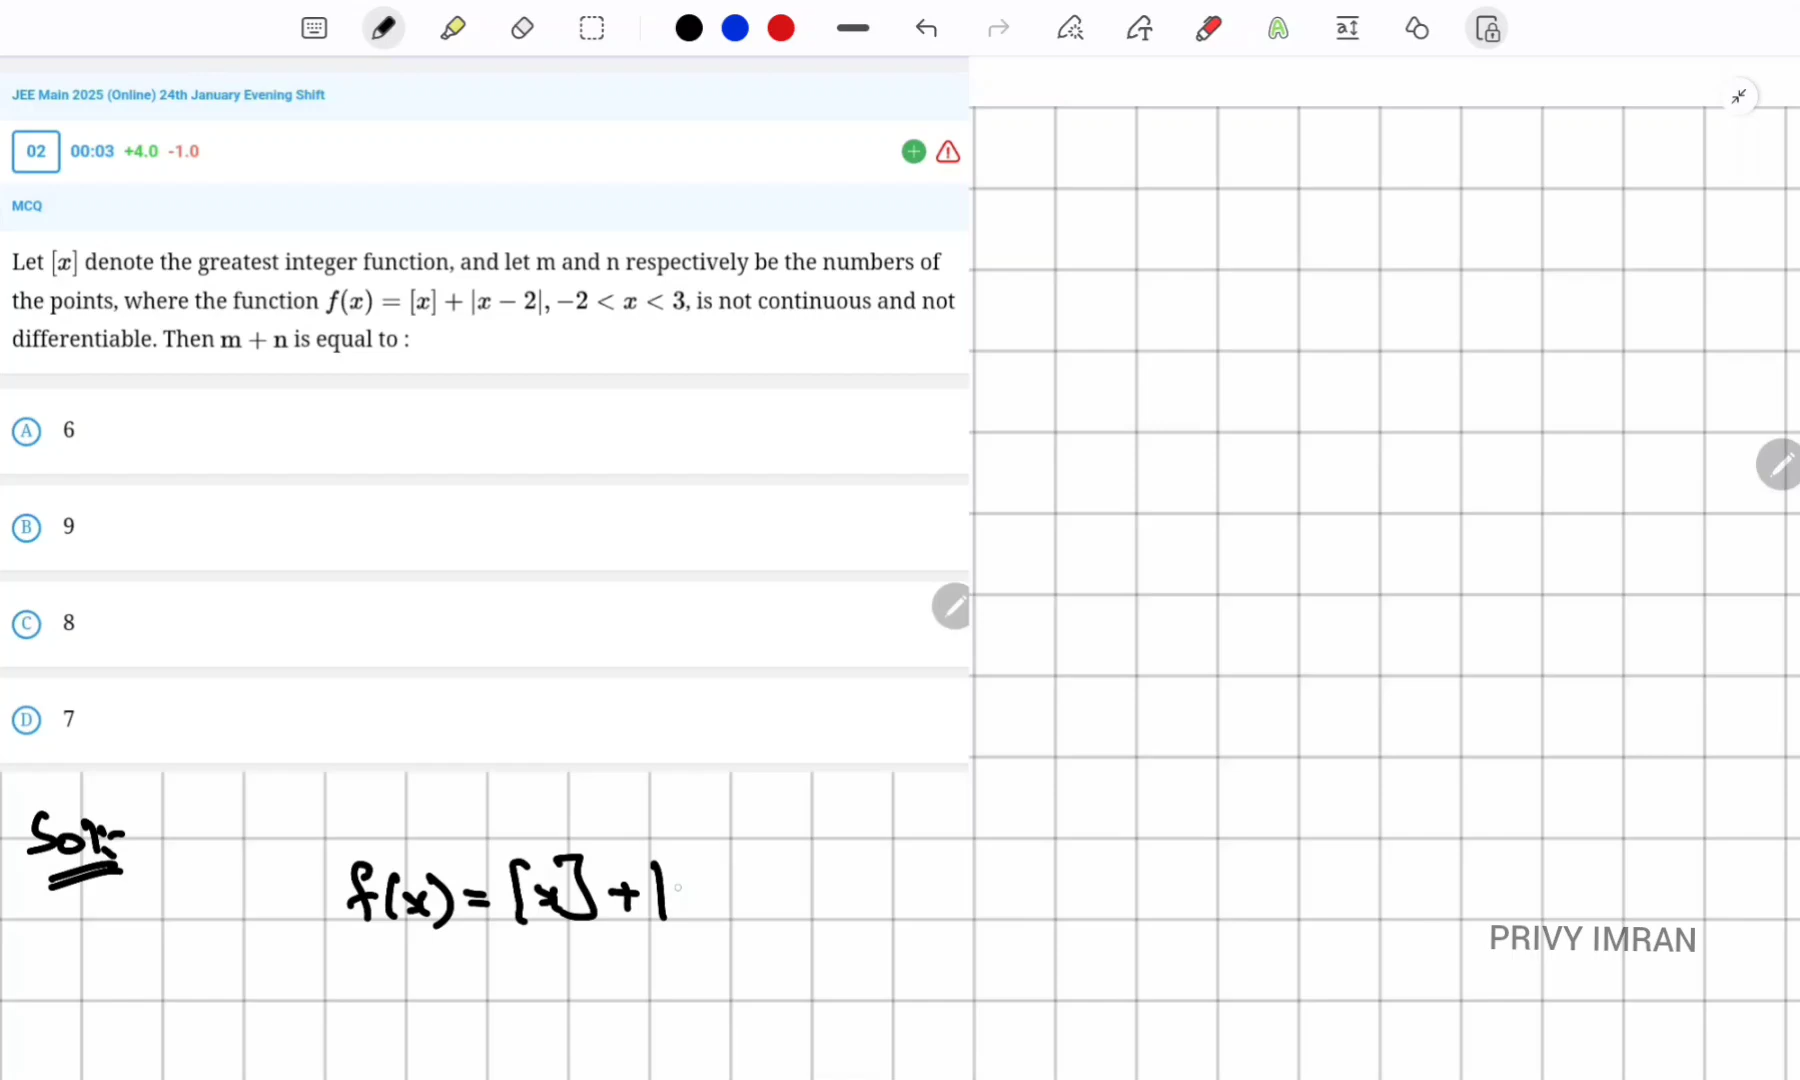 JEE Main 2025 (Online) 24th January Evening Shift
02 00:03 +4.0 -1.0
MCQ
Let [x] denote the greatest integer function, and let m and n respectively be the numbers of
the points, where the function f(x) = [x] + |x − 2|, −2 < x < 3, is not continuous and not
differentiable. Then m + n is equal to :
A 6
B 9
C 8
D 7
Sol:-
f(x) = [x] + |
PRIVY IMRAN